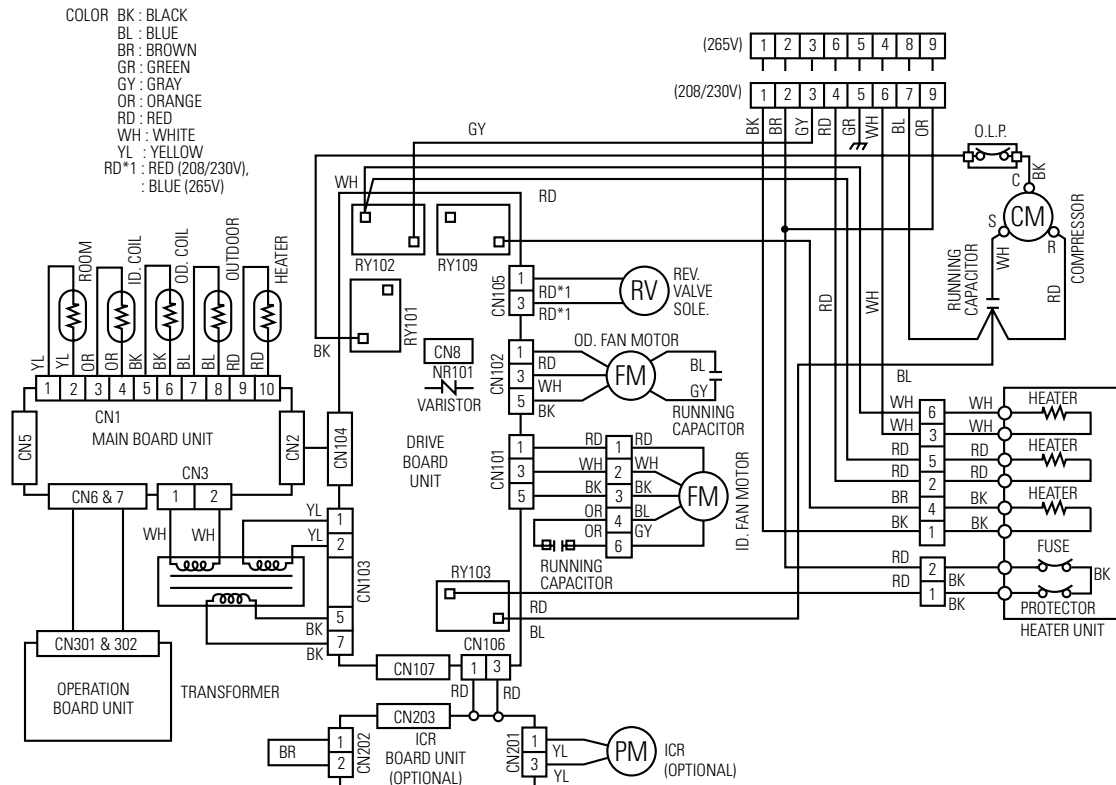 COLOR BK : BLACK
BL : BLUE
BR : BROWN
GR : GREEN
GY : GRAY
OR : ORANGE
RD : RED
WH : WHITE
YL : YELLOW
RD*1 : RED (208/230V),
: BLUE (265V)
(265V) 1 2 3 6 5 4 8 9
(208/230V) 1 2 3 4 5 6 7 9
BK BR GY RD GR WH BL OR
GY
O.L.P.
C
BK
CM
S
R
COMPRESSOR
WH
RD
RUNNING
CAPACITOR
WH
RD
RY102
RY109
RY101
BK
ROOM
ID. COIL
OD. COIL
OUTDOOR
HEATER
YL YL OR OR BK BK BL BL RD RD
1 2 3 4 5 6 7 8 9 10
CN1
MAIN BOARD UNIT
CN5
CN2
CN104
CN3
CN6 & 7
1 2
WH WH
YL
YL
1
2
5
7
CN103
BK
BK
TRANSFORMER
CN301 & 302
OPERATION
BOARD UNIT
CN8
NR101
VARISTOR
DRIVE
BOARD
UNIT
CN105
1
3
RD*1
RD*1
RV
REV.
VALVE
SOLE.
CN102
1
3
5
RD
WH
BK
OD. FAN MOTOR
FM
BL
GY
RUNNING
CAPACITOR
CN101
1
3
5
RD
WH
BK
OR
OR
1
2
3
4
6
RD
WH
BK
BL
GY
FM
ID. FAN MOTOR
RUNNING
CAPACITOR
RY103
RD
BL
CN106
CN107
1 3
RD RD
CN203
ICR
BOARD UNIT
(OPTIONAL)
BR
1
2
CN202
CN201
1
3
YL
YL
PM
ICR
(OPTIONAL)
RD
WH
BL
WH 6 WH
WH 3 WH
RD 5 RD
RD 2 RD
BR 4 BK
BK 1 BK
HEATER
HEATER
HEATER
RD 2 BK
RD 1 BK
FUSE
BK
PROTECTOR
HEATER UNIT